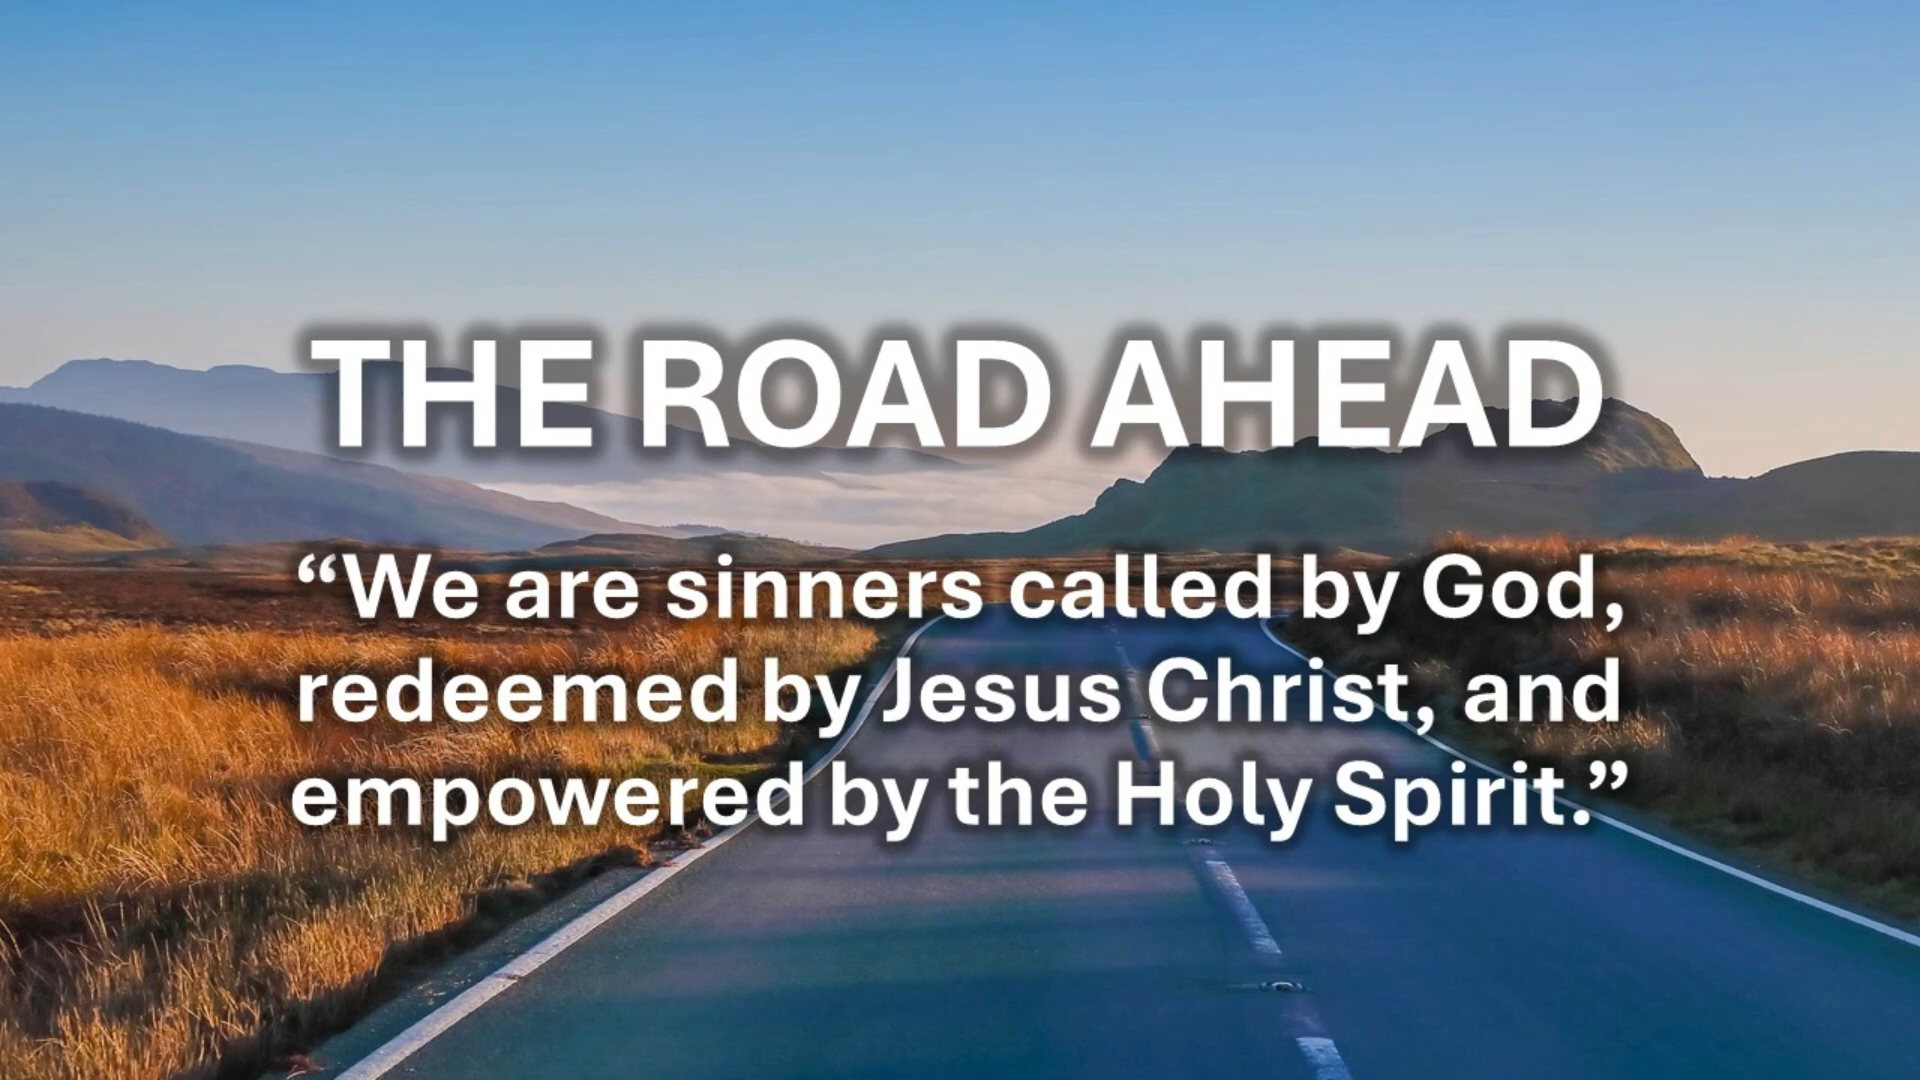 THE ROAD AHEAD
“We are sinners called by God,
redeemed by Jesus Christ, and
empowered by the Holy Spirit.”